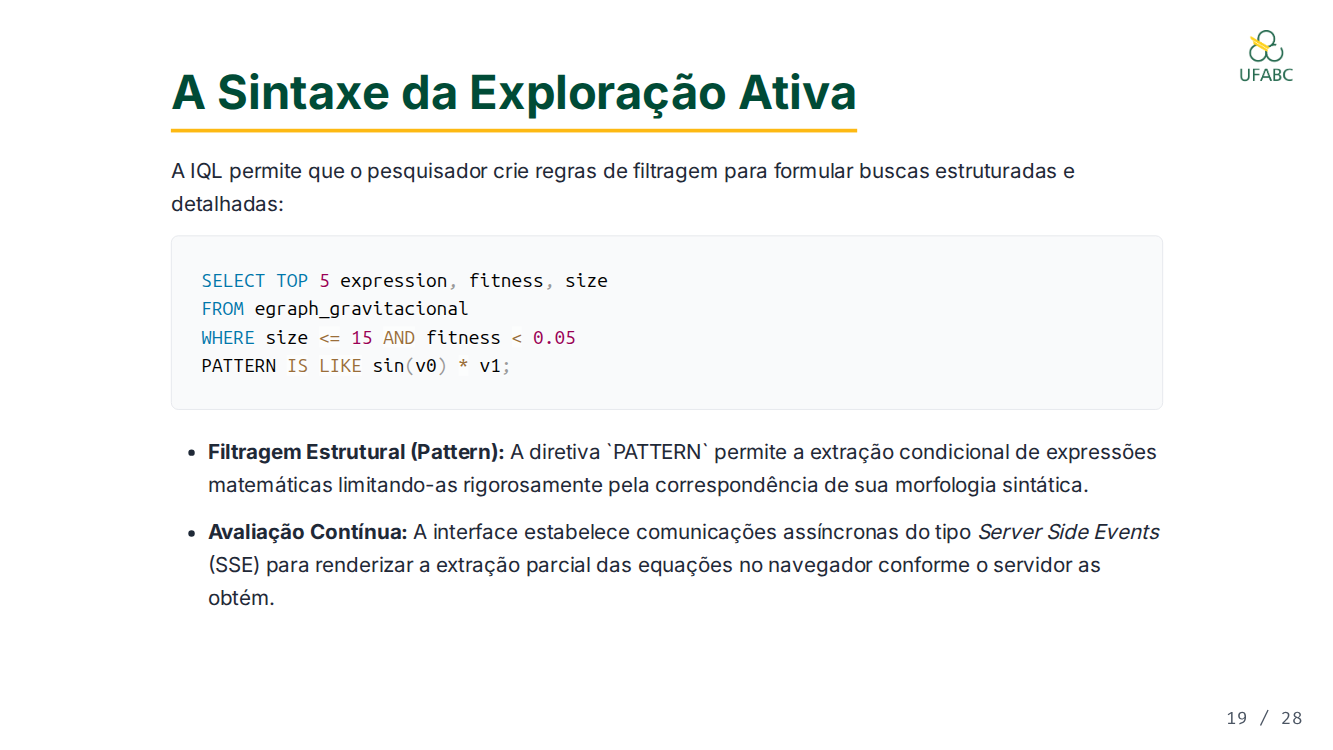 UFABC
A Sintaxe da Exploração Ativa
A IQL permite que o pesquisador crie regras de filtragem para formular buscas estruturadas e
detalhadas:
SELECT TOP 5 expression, fitness, size
FROM egraph_gravitacional
WHERE size <= 15 AND fitness < 0.05
PATTERN IS LIKE sin(v0) * v1;
• Filtragem Estrutural (Pattern): A diretiva `PATTERN` permite a extração condicional de expressões
matemáticas limitando-as rigorosamente pela correspondência de sua morfologia sintática.
• Avaliação Contínua: A interface estabelece comunicações assíncronas do tipo Server Side Events
(SSE) para renderizar a extração parcial das equações no navegador conforme o servidor as
obtém.
19 / 28